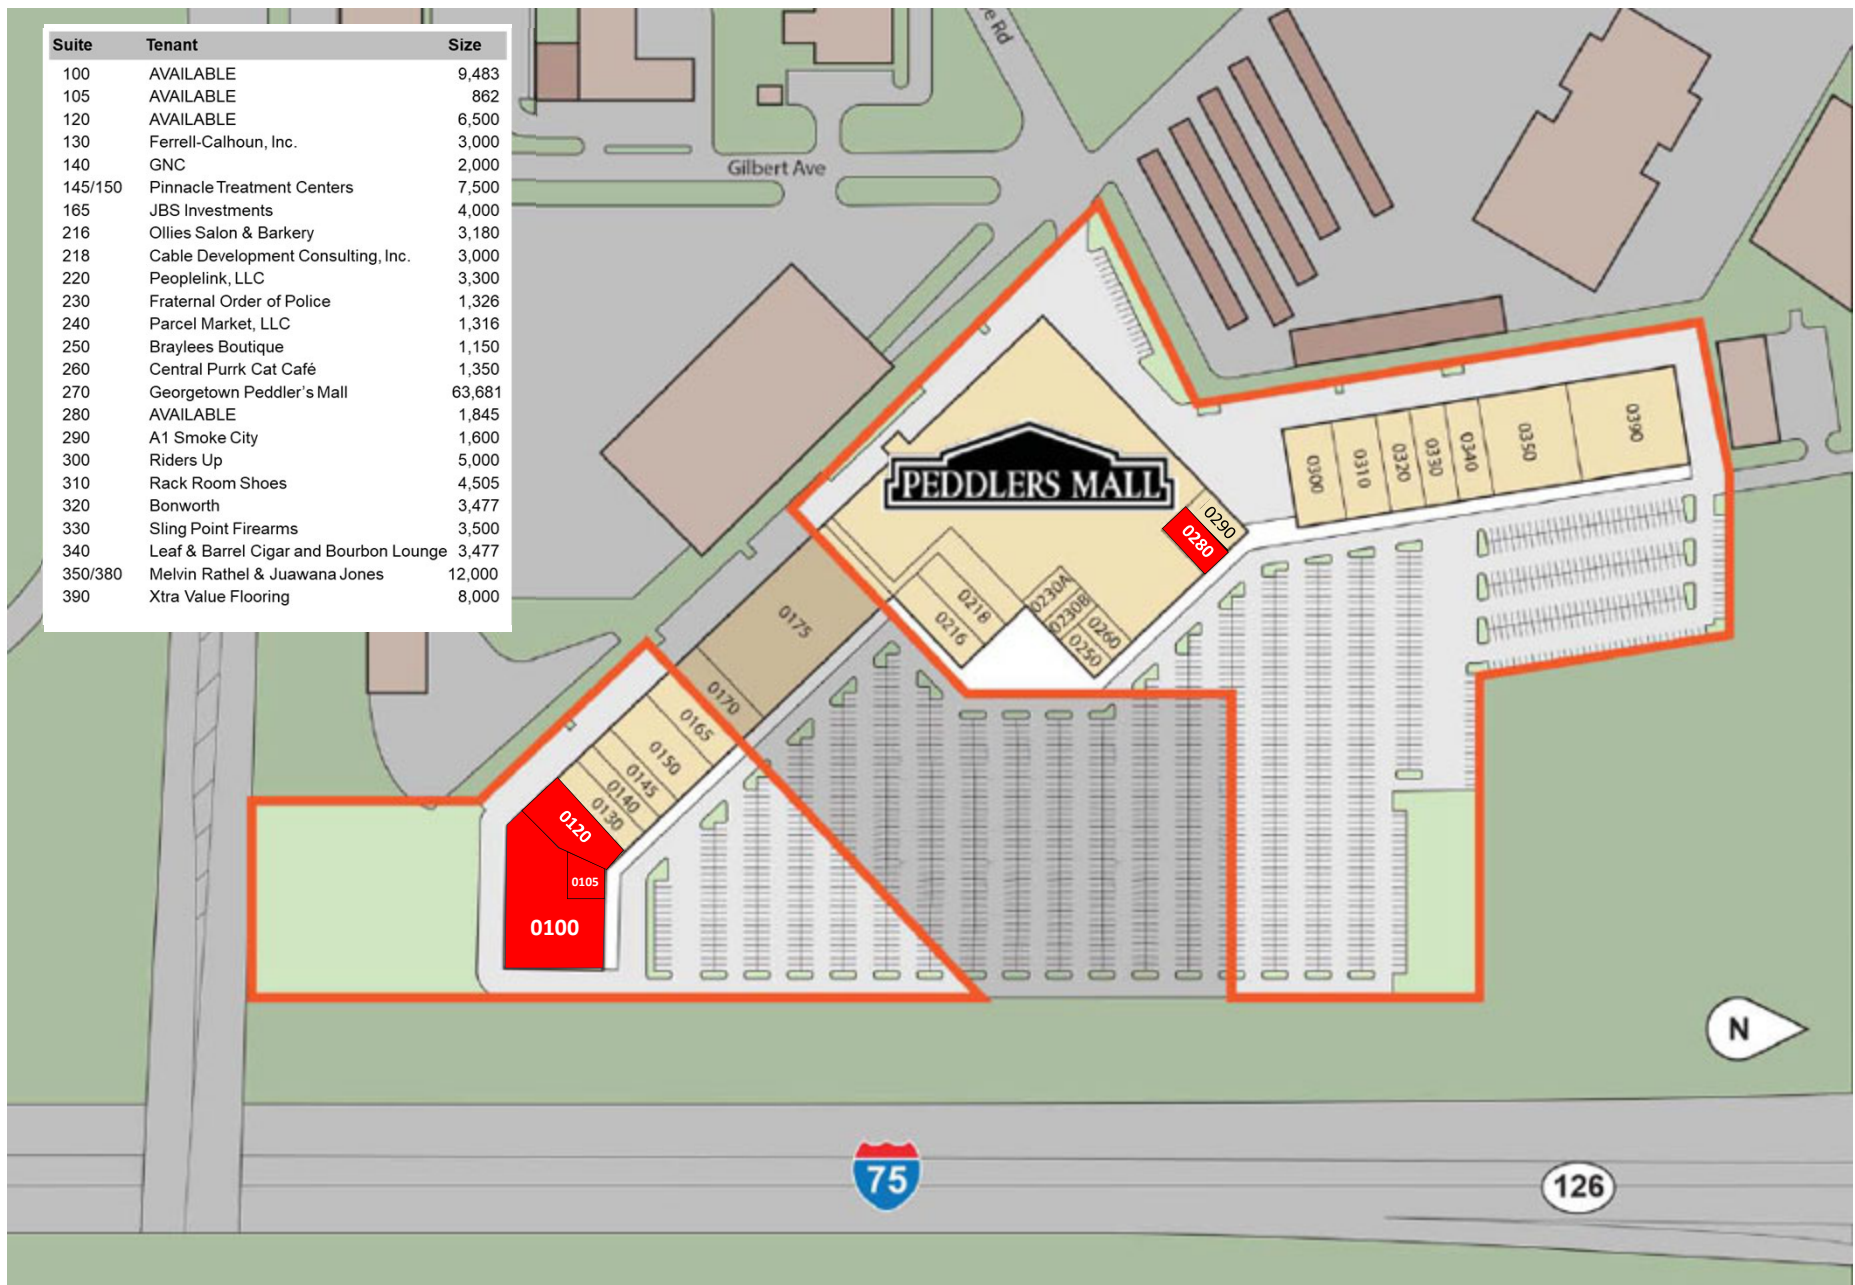 Suite Tenant Size
100 AVAILABLE 9,483
105 AVAILABLE 862
120 AVAILABLE 6,500
130 Ferrell-Calhoun, Inc. 3,000
140 GNC 2,000
145/150 Pinnacle Treatment Centers 7,500
165 JBS Investments 4,000
216 Ollies Salon & Barkery 3,180
218 Cable Development Consulting, Inc. 3,000
220 Peoplelink, LLC 3,300
230 Fraternal Order of Police 1,326
240 Parcel Market, LLC 1,316
250 Braylees Boutique 1,150
260 Central Purrk Cat Café 1,350
270 Georgetown Peddler's Mall 63,681
280 AVAILABLE 1,845
290 A1 Smoke City 1,600
300 Riders Up 5,000
310 Rack Room Shoes 4,505
320 Bonworth 3,477
330 Sling Point Firearms 3,500
340 Leaf & Barrel Cigar and Bourbon Lounge 3,477
350/380 Melvin Rathel & Juawana Jones 12,000
390 Xtra Value Flooring 8,000
Rd
Gilbert Ave
PEDDLERS MALL
0300
0310
0320
0330
0340
0350
0390
0290
0280
0230A
0230B
0260
0250
0218
0216
0175
0170
0165
0150
0145
0140
0130
0120
0105
0100
N
75
126